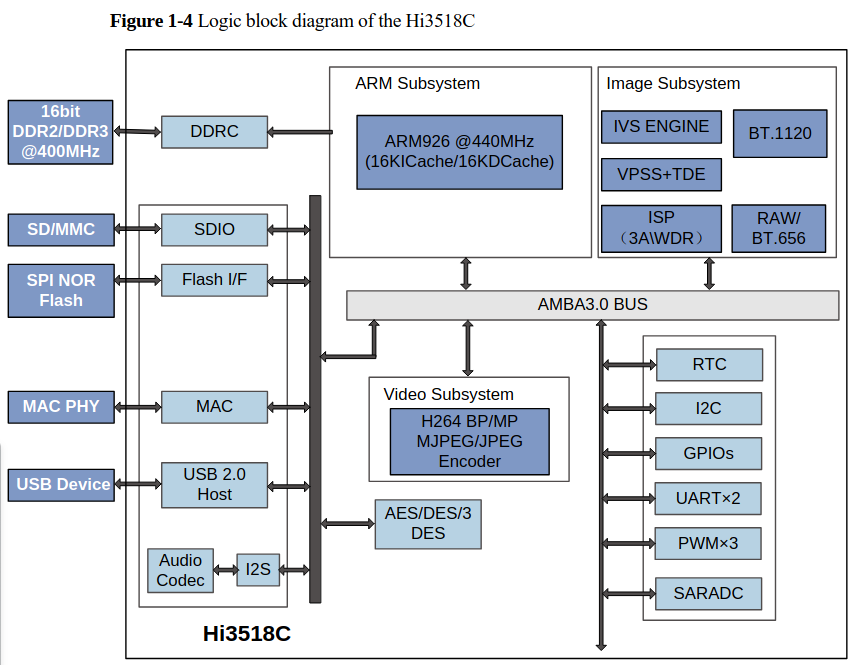 Figure 1-4 Logic block diagram of the Hi3518C
16bit
DDR2/DDR3
@400MHz
DDRC
ARM Subsystem
ARM926 @440MHz
(16KICache/16KDCache)
Image Subsystem
IVS ENGINE
BT.1120
VPSS+TDE
ISP
（3A\WDR）
RAW/
BT.656
SD/MMC
SDIO
SPI NOR
Flash
Flash I/F
AMBA3.0 BUS
MAC PHY
MAC
USB Device
USB 2.0
Host
Audio
Codec
I2S
Video Subsystem
H264 BP/MP
MJPEG/JPEG
Encoder
AES/DES/3
DES
RTC
I2C
GPIOs
UART×2
PWM×3
SARADC
Hi3518C